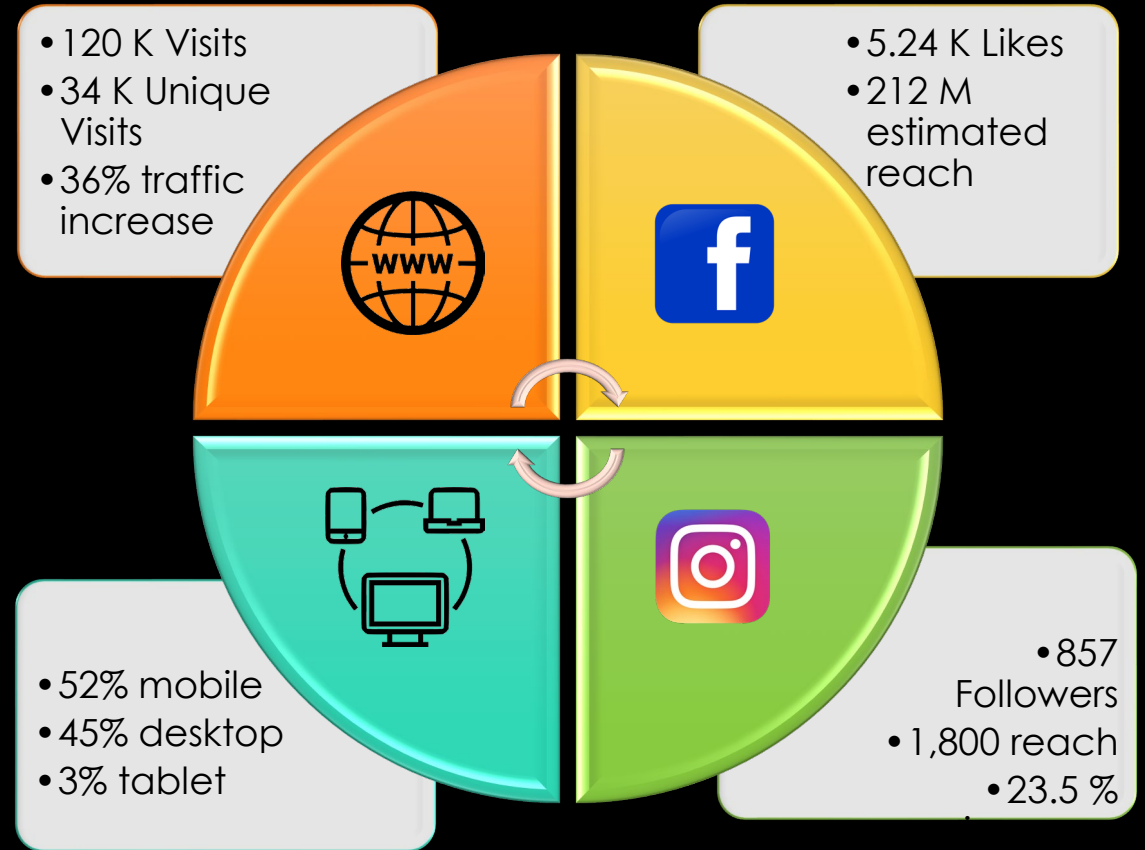 •120 K Visits
•34 K Unique
Visits
•36% traffic
increase
•5.24 K Likes
•212 M
estimated
reach
www
f
•52% mobile
•45% desktop
•3% tablet
•857
Followers
•1,800 reach
•23.5 %